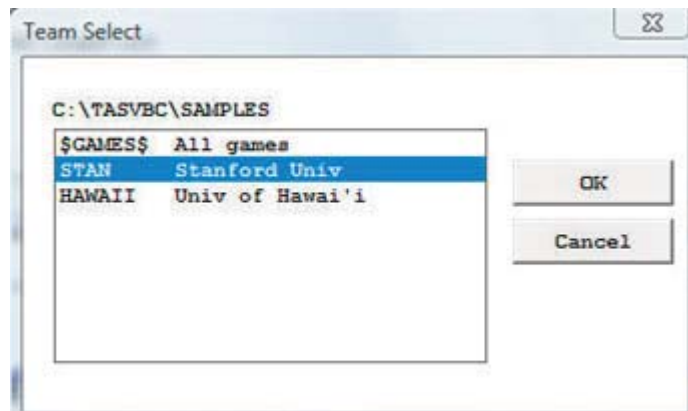 Team Select
C:\TASVBC\SAMPLES
$GAMES$ All games
STAN Stanford Univ
HAWAII Univ of Hawai'i
OK
Cancel